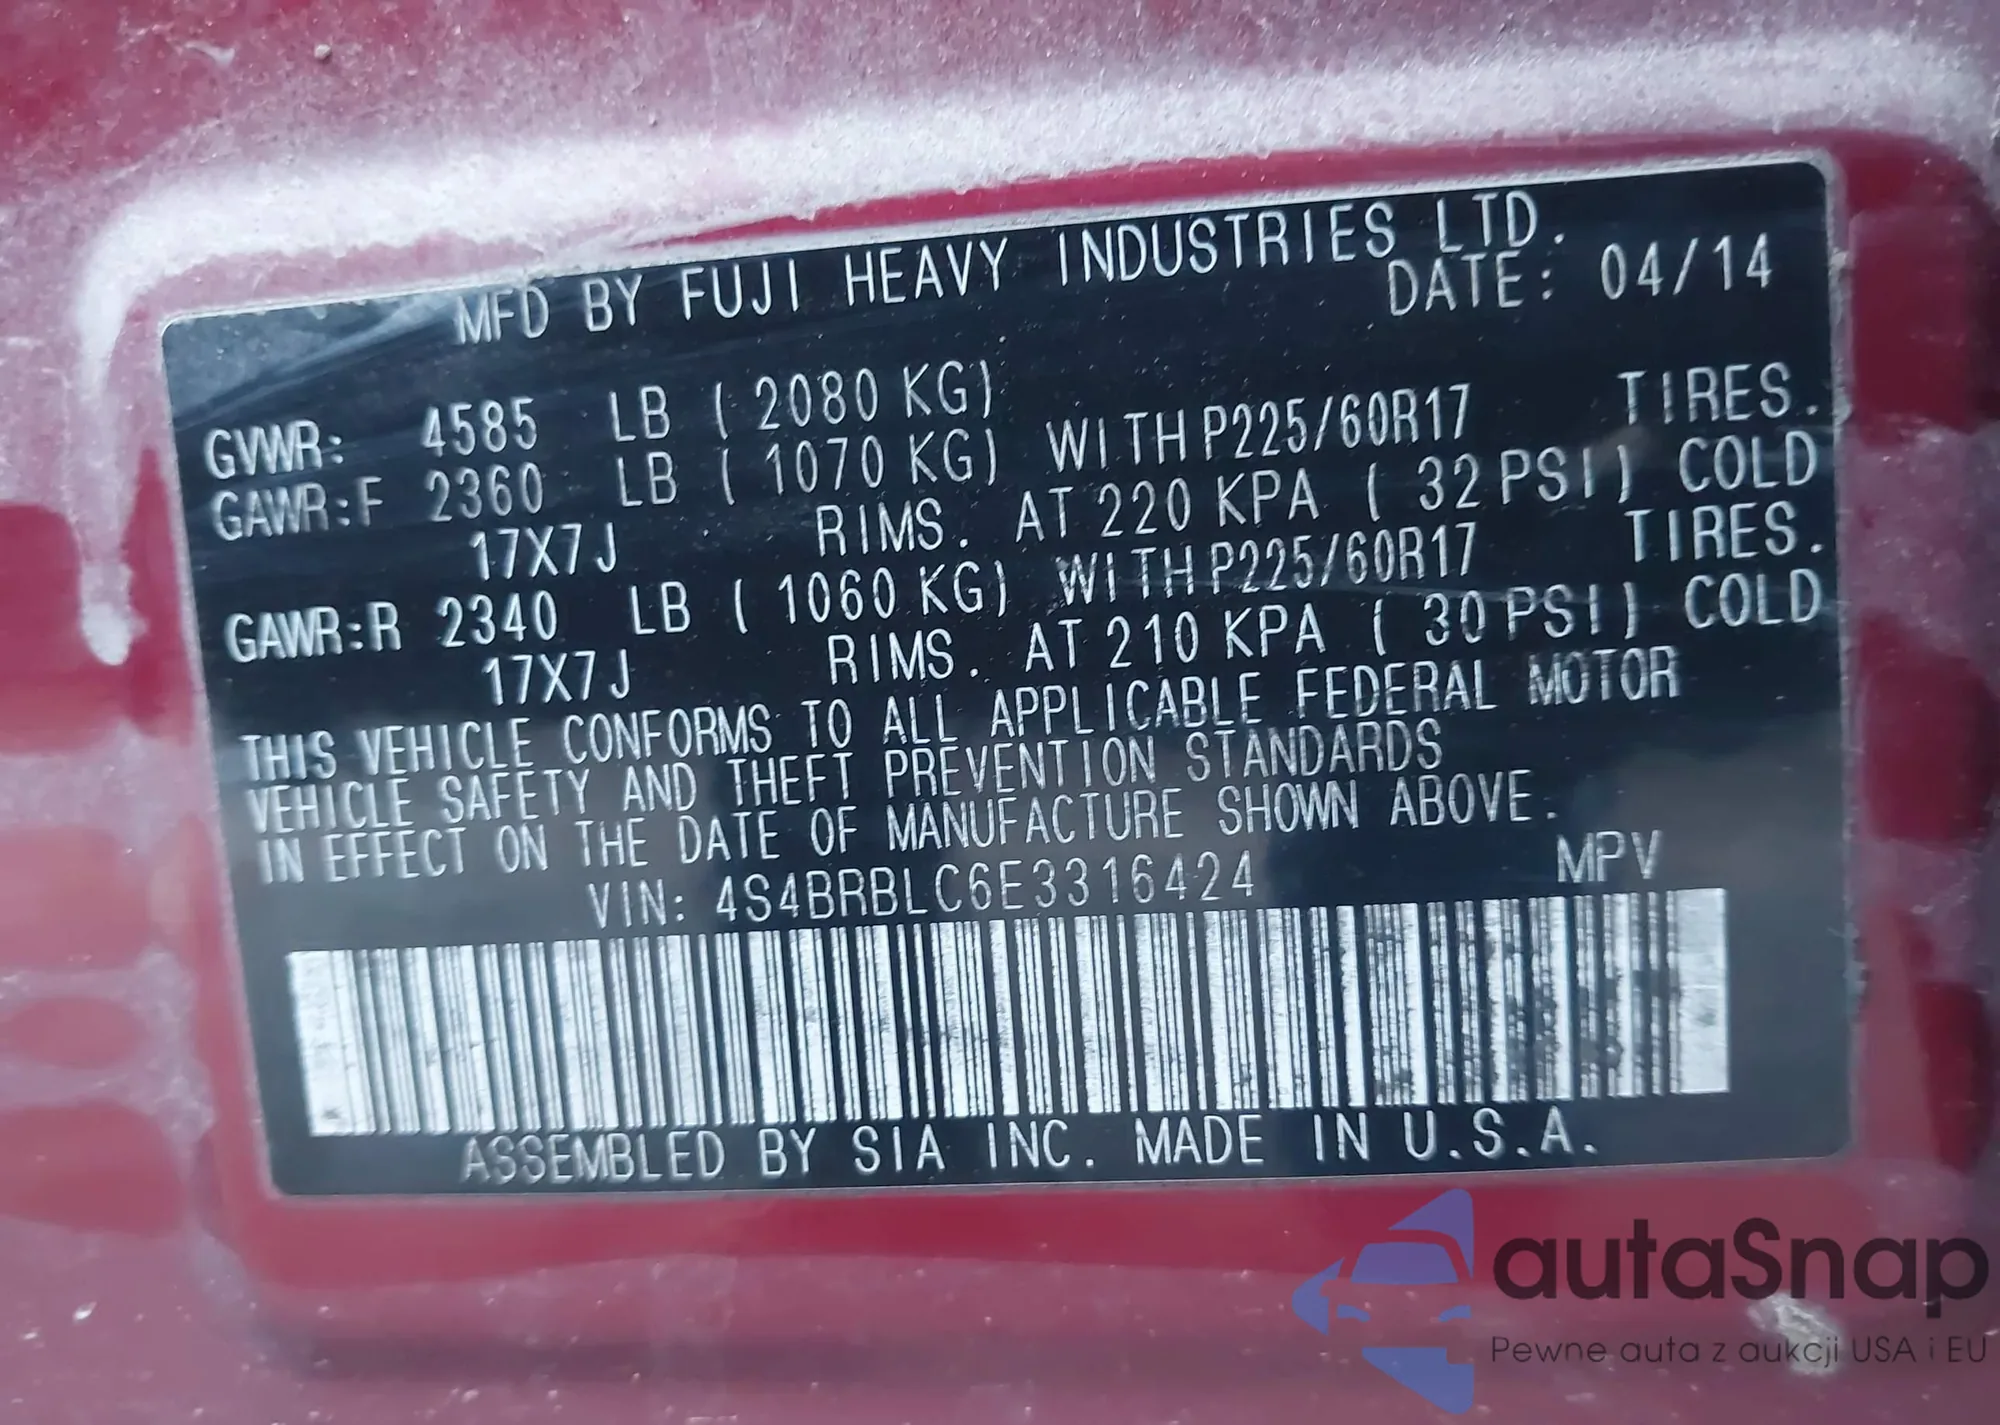 MFD BY FUJI HEAVY INDUSTRIES LTD.
DATE: 04/14
GVWR: 4585 LB ( 2080 KG)
GAWR:F 2360 LB ( 1070 KG) WITH P225/60R17 TIRES.
17X7J RIMS. AT 220 KPA ( 32 PSI) COLD
GAWR:R 2340 LB ( 1060 KG) WITH P225/60R17 TIRES.
17X7J RIMS. AT 210 KPA ( 30 PSI) COLD
THIS VEHICLE CONFORMS TO ALL APPLICABLE FEDERAL MOTOR
VEHICLE SAFETY AND THEFT PREVENTION STANDARDS
IN EFFECT ON THE DATE OF MANUFACTURE SHOWN ABOVE.
VIN: 4S4BRBLC6E3316424 MPV
ASSEMBLED BY SIA INC. MADE IN U.S.A.
autaSnap
Pewne auta z aukcji USA i EU